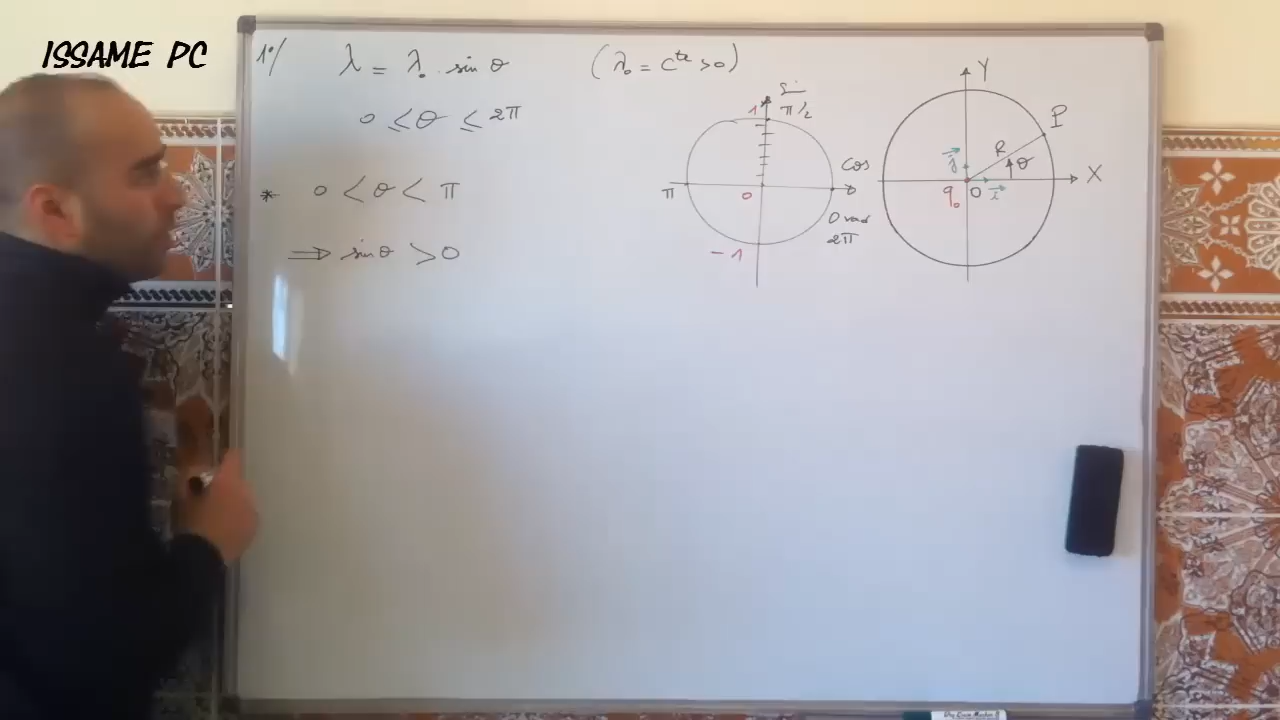 ISSAME PC
1°/ λ = λ₀ . sin θ (λ₀ = Cᵗᵉ > 0)
0 ≤ θ ≤ 2π
* 0 < θ < π
⟹ sin θ > 0
sin
1 π/2
π 0 cos
0 rad
2π
-1
Y
P
R
j θ
X
q₀ O i